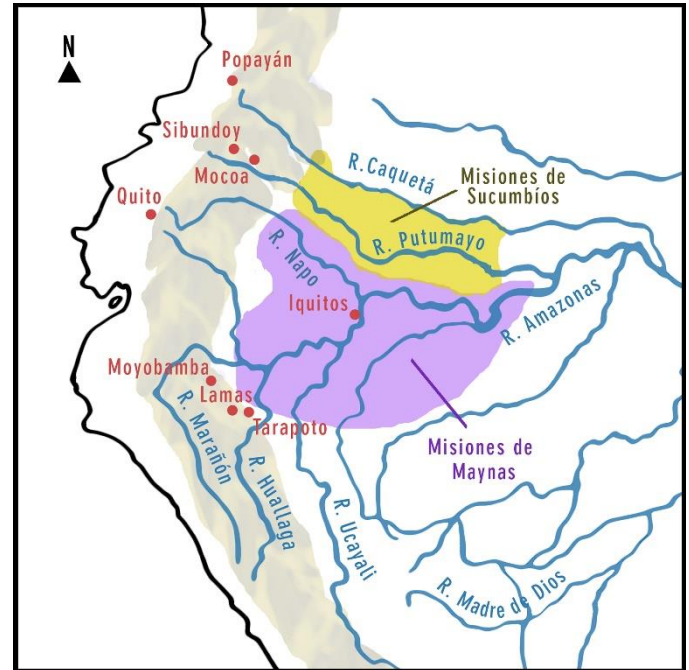 N
Popayán
Sibundoy
Mocoa
Quito
R. Caquetá
Misiones de
Sucumbíos
R. Putumayo
R. Napo
Iquitos
R. Amazonas
Moyobamba
Lamas
Tarapoto
R. Marañón
R. Huallaga
Misiones de
Maynas
R. Ucayali
R. Madre de Dios